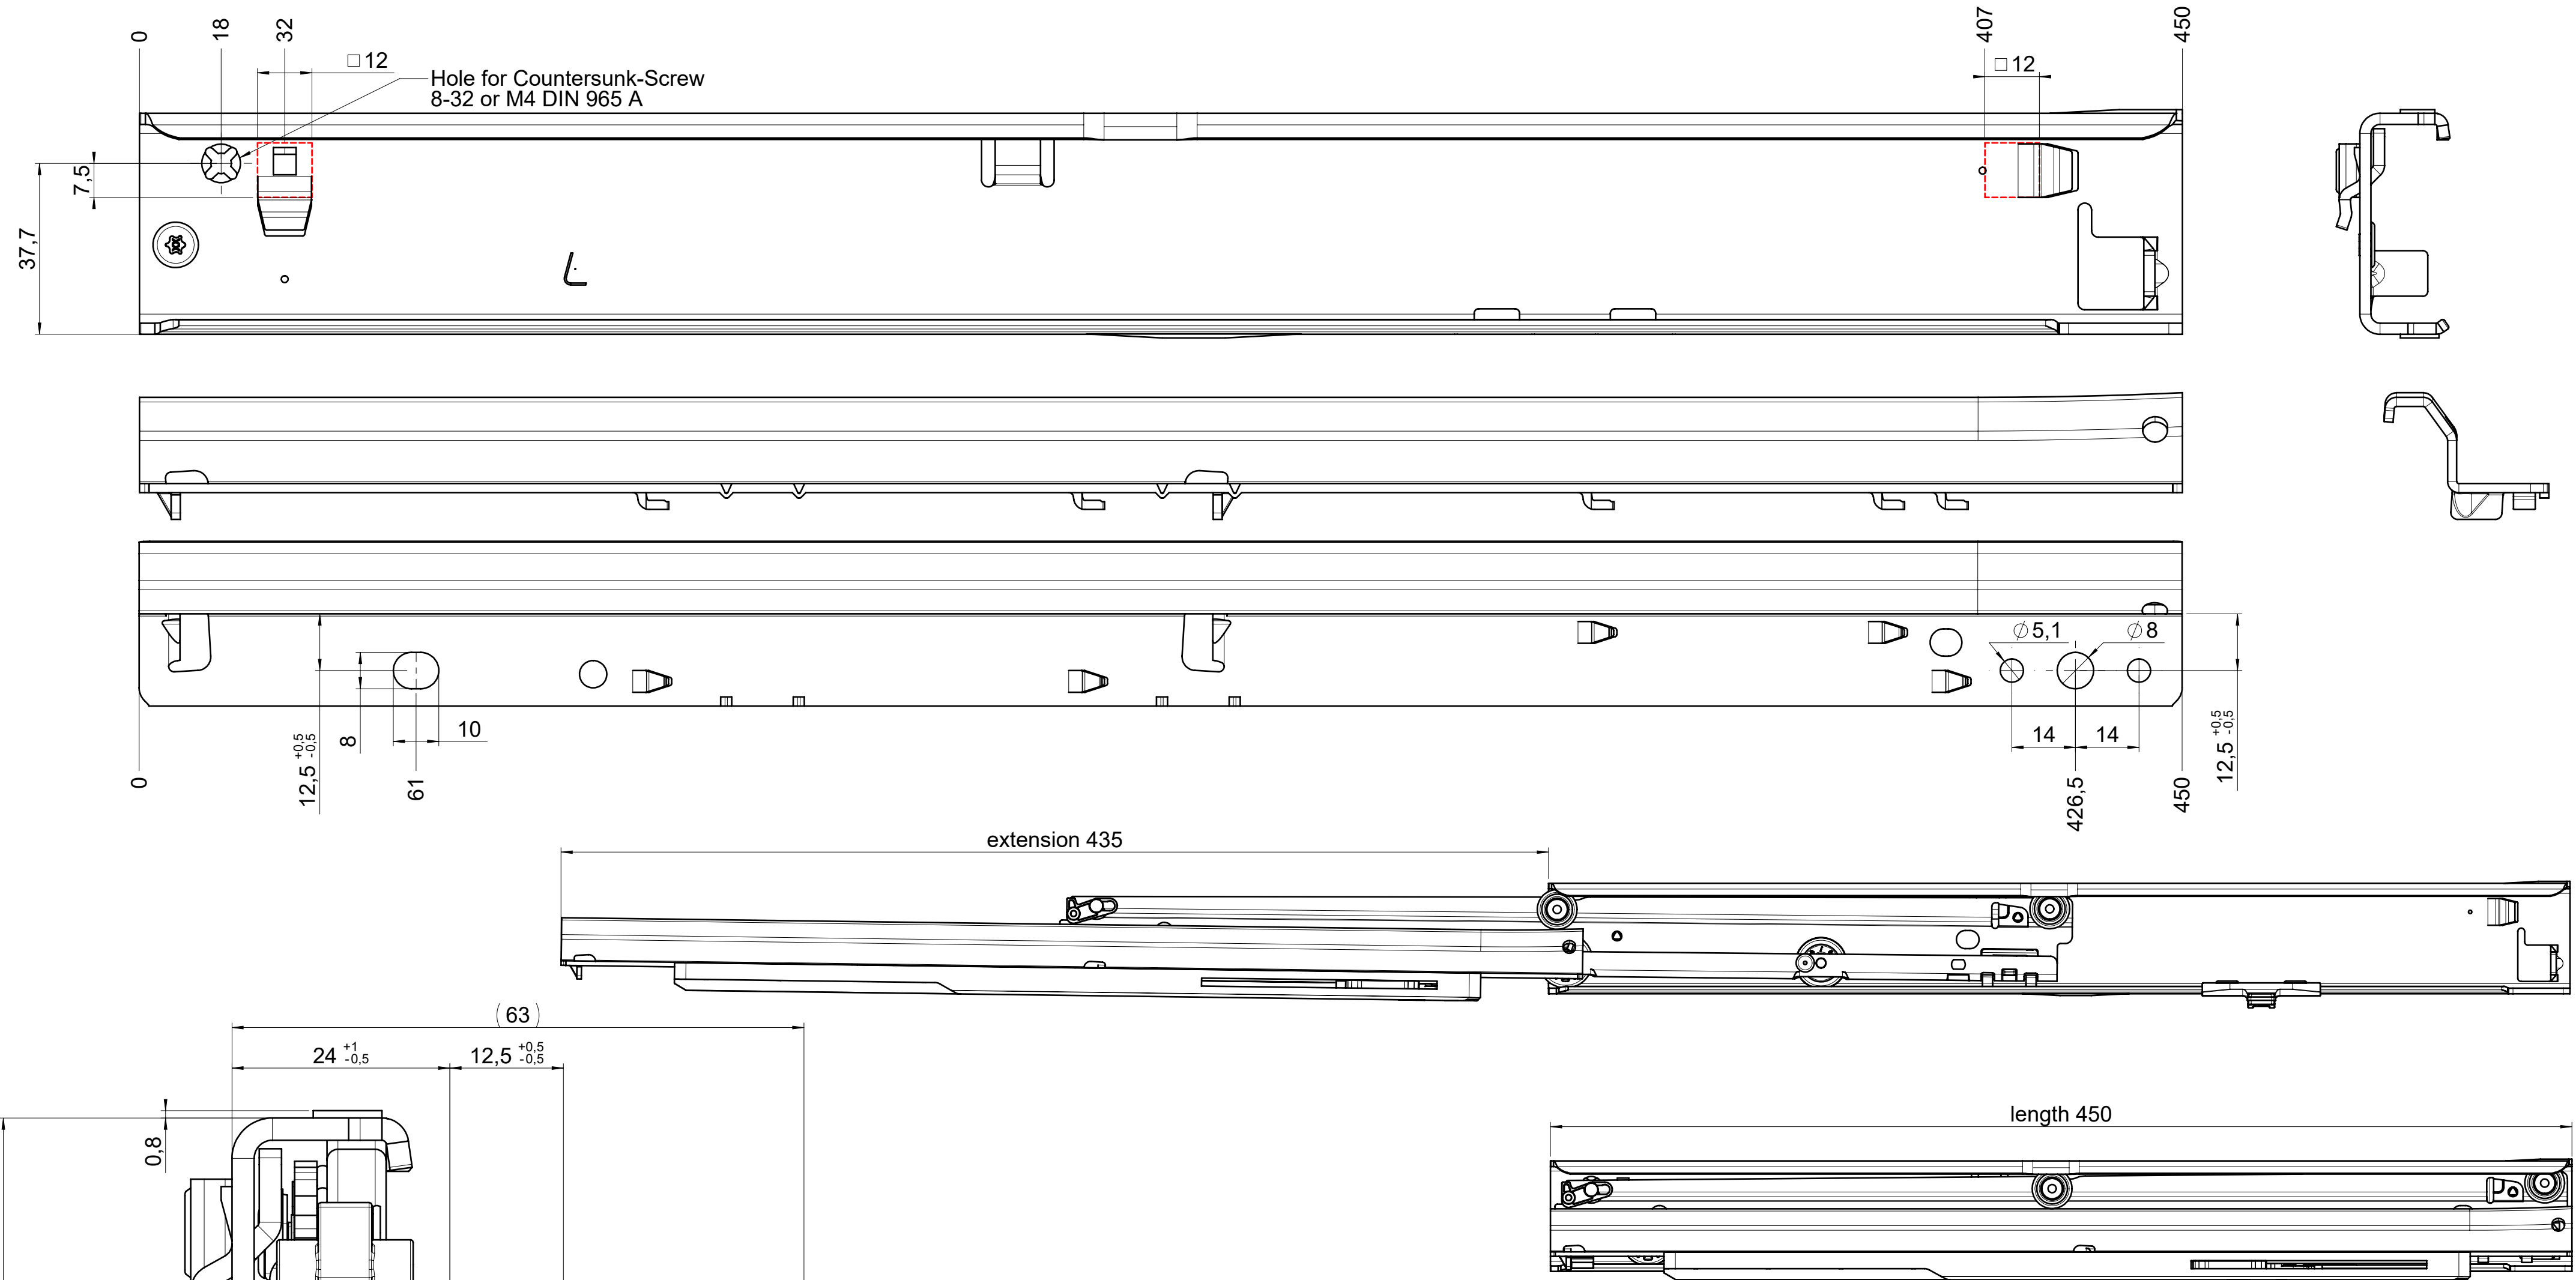 0
18
32
407
450
□ 12
□ 12
Hole for Countersunk-Screw
8-32 or M4 DIN 965 A
7,5
37,7
∅ 5,1
∅ 8
10
8
14
14
12,5 +0,5 -0,5
12,5 +0,5 -0,5
0
61
426,5
450
extension 435
(63)
24 +1 -0,5
12,5 +0,5 -0,5
0,8
length 450